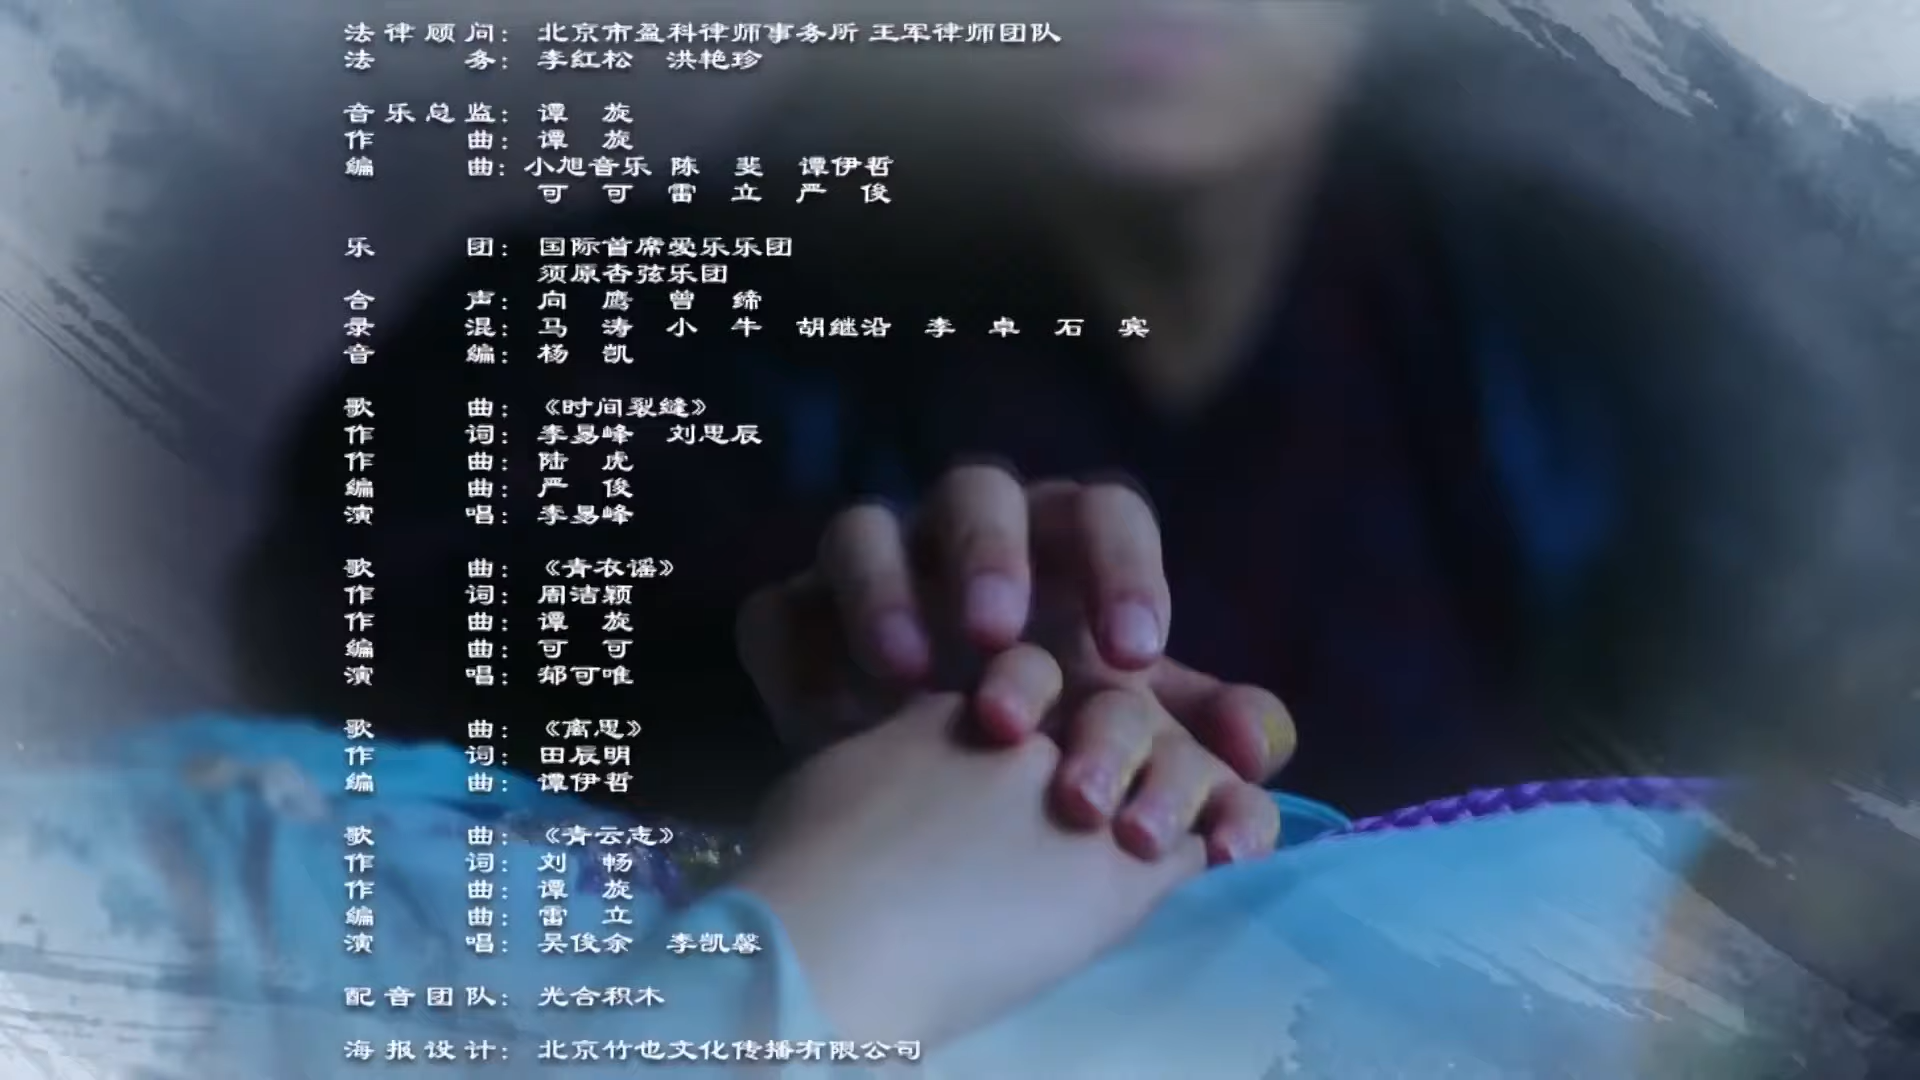 法律顾问：北京市盈科律师事务所 王军律师团队
法务：李红松 洪艳珍
音乐总监：谭旋
作曲：谭旋
编曲：小旭音乐 陈斐 谭伊哲
可可 雷立 严俊
乐团：国际首席爱乐乐团
须原杏弦乐团
合声：向鹰 曾缔
录混：马涛 小牛 胡继沿 李卓 石宾
音编：杨凯
歌曲：《时间裂缝》
作词：李易峰 刘思辰
作曲：陆虎
编曲：严俊
演唱：李易峰
歌曲：《青衣谣》
作词：周洁颖
作曲：谭旋
编曲：可可
演唱：郁可唯
歌曲：《离思》
作词：田辰明
编曲：谭伊哲
歌曲：《青云志》
作词：刘畅
作曲：谭旋
编曲：雷立
演唱：吴俊余 李凯馨
配音团队：光合积木
海报设计：北京竹也文化传播有限公司